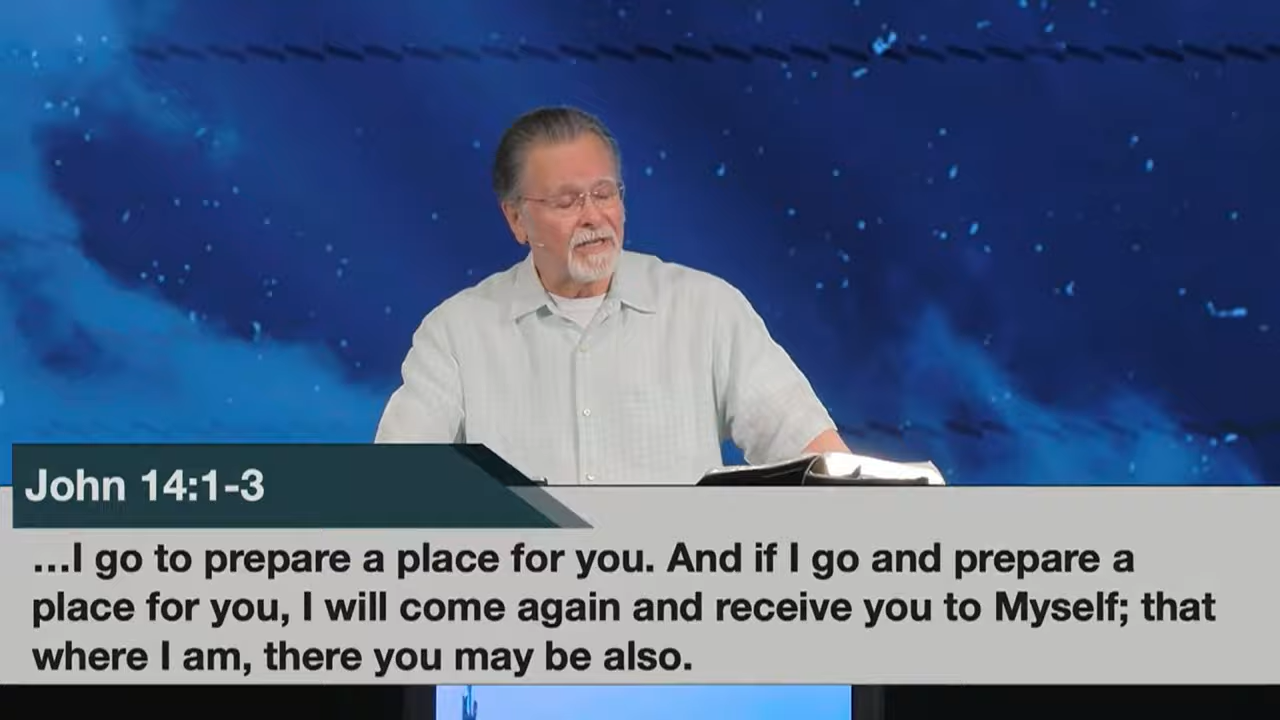 John 14:1-3
...I go to prepare a place for you. And if I go and prepare a
place for you, I will come again and receive you to Myself; that
where I am, there you may be also.